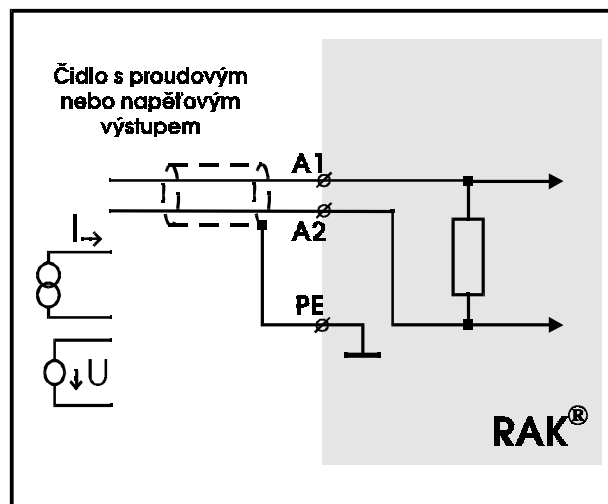 Čidlo s proudovým
nebo napěťovým
výstupem
A1
A2
I
PE
U
RAK®